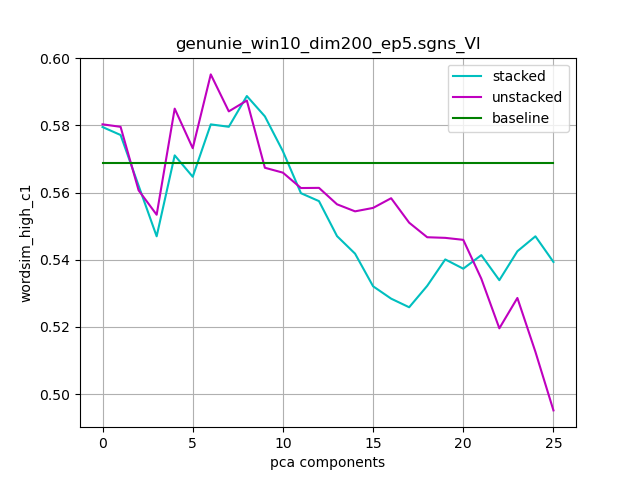 genunie_win10_dim200_ep5.sgns_VI
stacked
unstacked
baseline
wordsim_high_c1
0.60
0.58
0.56
0.54
0.52
0.50
0
5
10
15
20
25
pca components